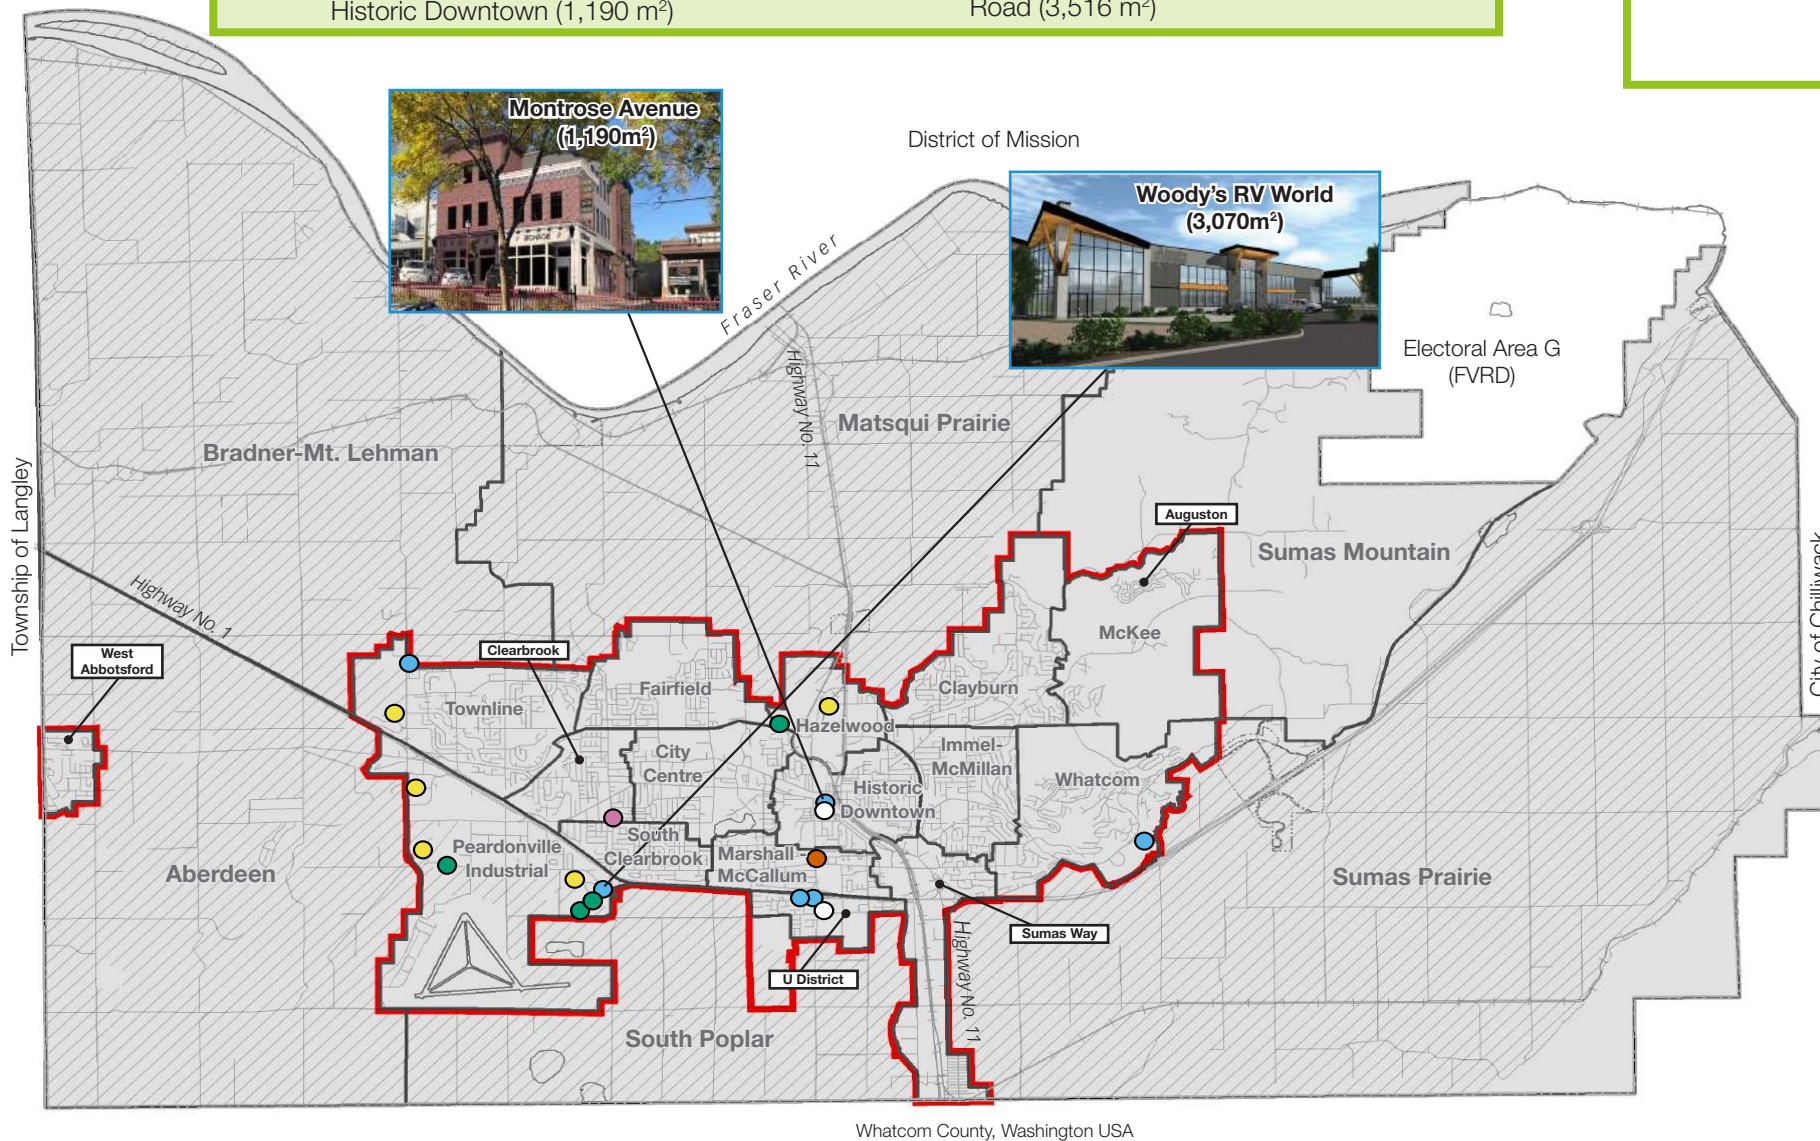 Historic Downtown (1,190 m²)
Road (3,516 m²)
Montrose Avenue
(1,190m²)
District of Mission
Woody's RV World
(3,070m²)
Fraser River
Highway No. 11
Electoral Area G
(FVRD)
Matsqui Prairie
Bradner-Mt. Lehman
Township of Langley
Auguston
Sumas Mountain
City of Chilliwack
Highway No. 1
West
Abbotsford
Clearbrook
McKee
Fairfield
Clayburn
Townline
Hazelwood
City
Centre
Immel-
McMillan
Whatcom
Historic
Downtown
South
Clearbrook
Peardonville
Industrial
Marshall -
McCallum
Aberdeen
Sumas Prairie
Sumas Way
Highway No. 11
U District
South Poplar
Whatcom County, Washington USA